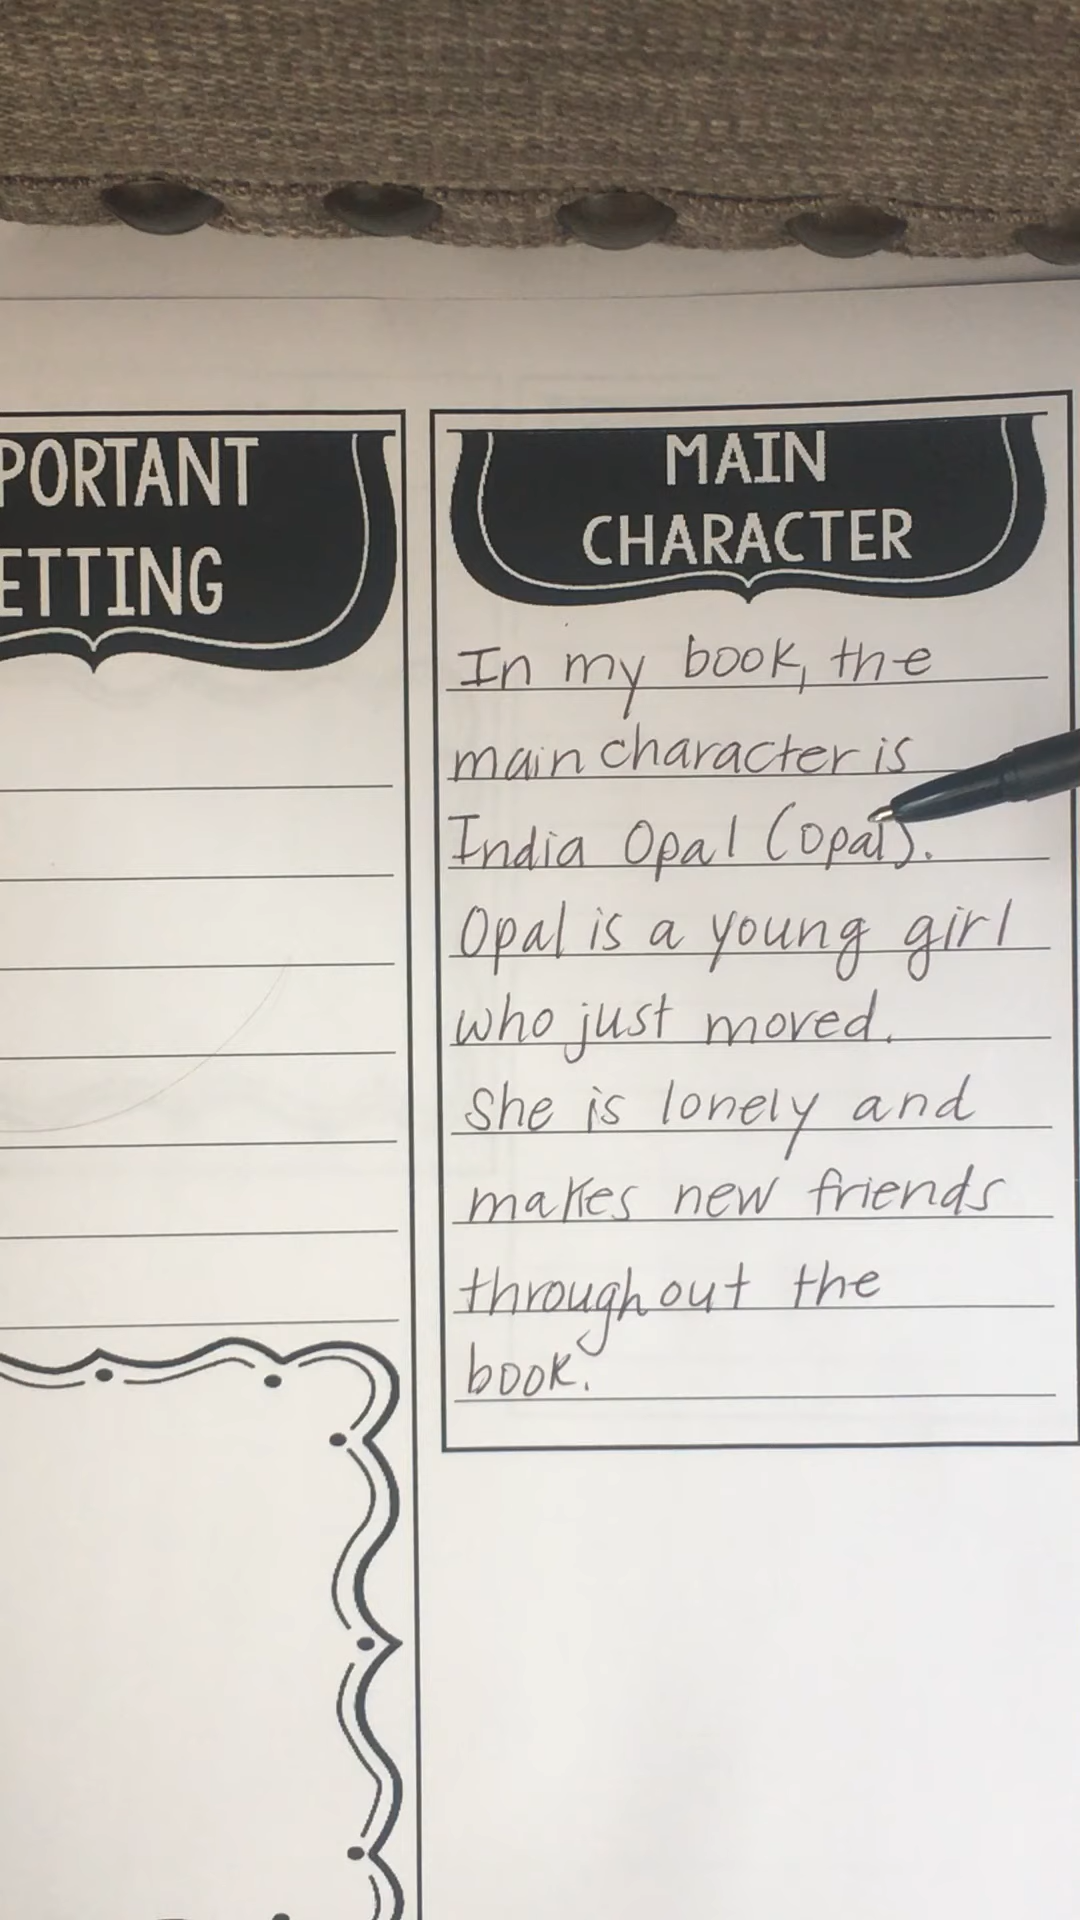 PORTANT
ETTING
MAIN
CHARACTER
In my book, the
main character is
India Opal (Opal).
Opal is a young girl
who just moved.
She is lonely and
makes new friends
throughout the
book.